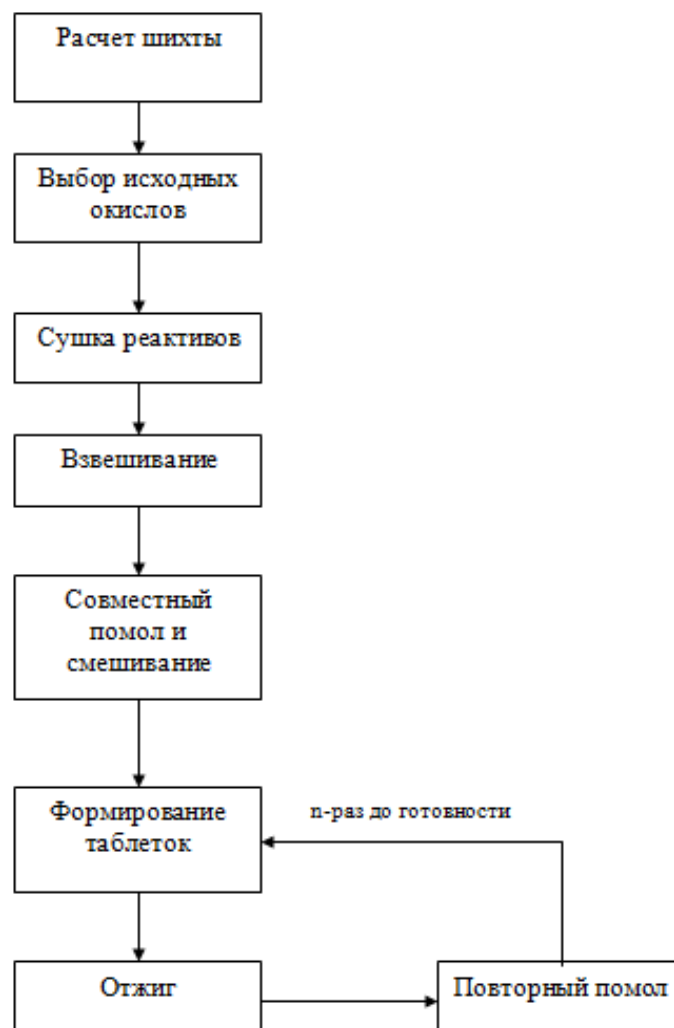 Расчет шихты
Выбор исходных
окислов
Сушка реактивов
Взвешивание
Совместный
помол и
смешивание
Формирование
таблеток
n-раз до готовности
Отжиг
Повторный помол